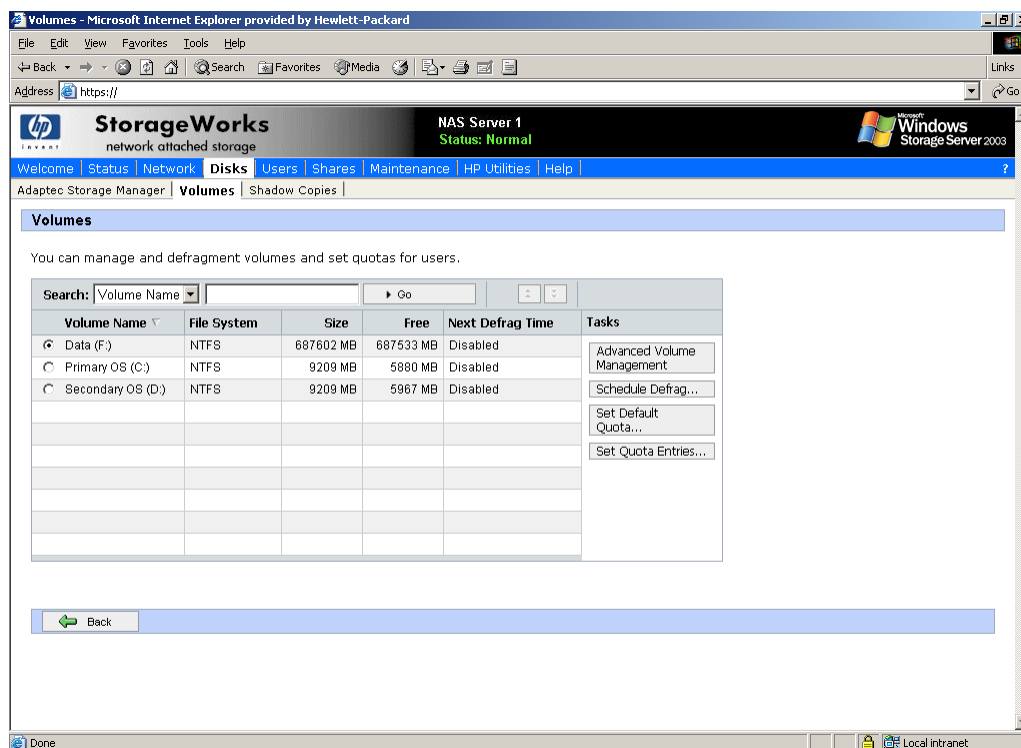 Volumes - Microsoft Internet Explorer provided by Hewlett-Packard
File Edit View Favorites Tools Help
Back Search Favorites Media Links
Address https:// Go
hp invent
StorageWorks
network attached storage
NAS Server 1
Status: Normal
Microsoft
Windows
Storage Server 2003
Welcome Status Network Disks Users Shares Maintenance HP Utilities Help ?
Adaptec Storage Manager Volumes Shadow Copies
Volumes
You can manage and defragment volumes and set quotas for users.
Search: Volume Name Go
Volume Name File System Size Free Next Defrag Time Tasks
Data (F:) NTFS 687602 MB 687533 MB Disabled
Primary OS (C:) NTFS 9209 MB 5880 MB Disabled
Secondary OS (D:) NTFS 9209 MB 5967 MB Disabled
Advanced Volume
Management
Schedule Defrag...
Set Default
Quota...
Set Quota Entries...
Back
Done Local intranet